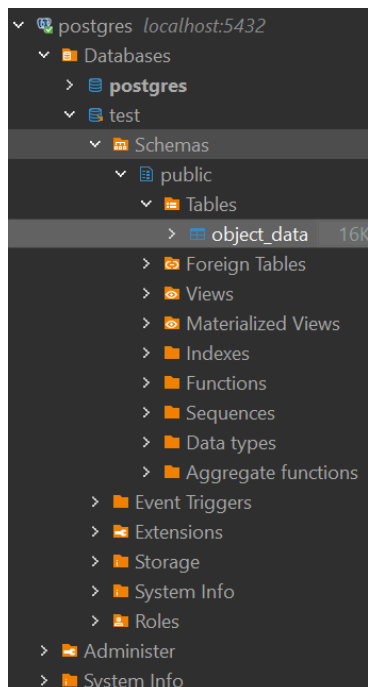 postgres localhost:5432
Databases
postgres
test
Schemas
public
Tables
object_data 16K
Foreign Tables
Views
Materialized Views
Indexes
Functions
Sequences
Data types
Aggregate functions
Event Triggers
Extensions
Storage
System Info
Roles
Administer
System Info